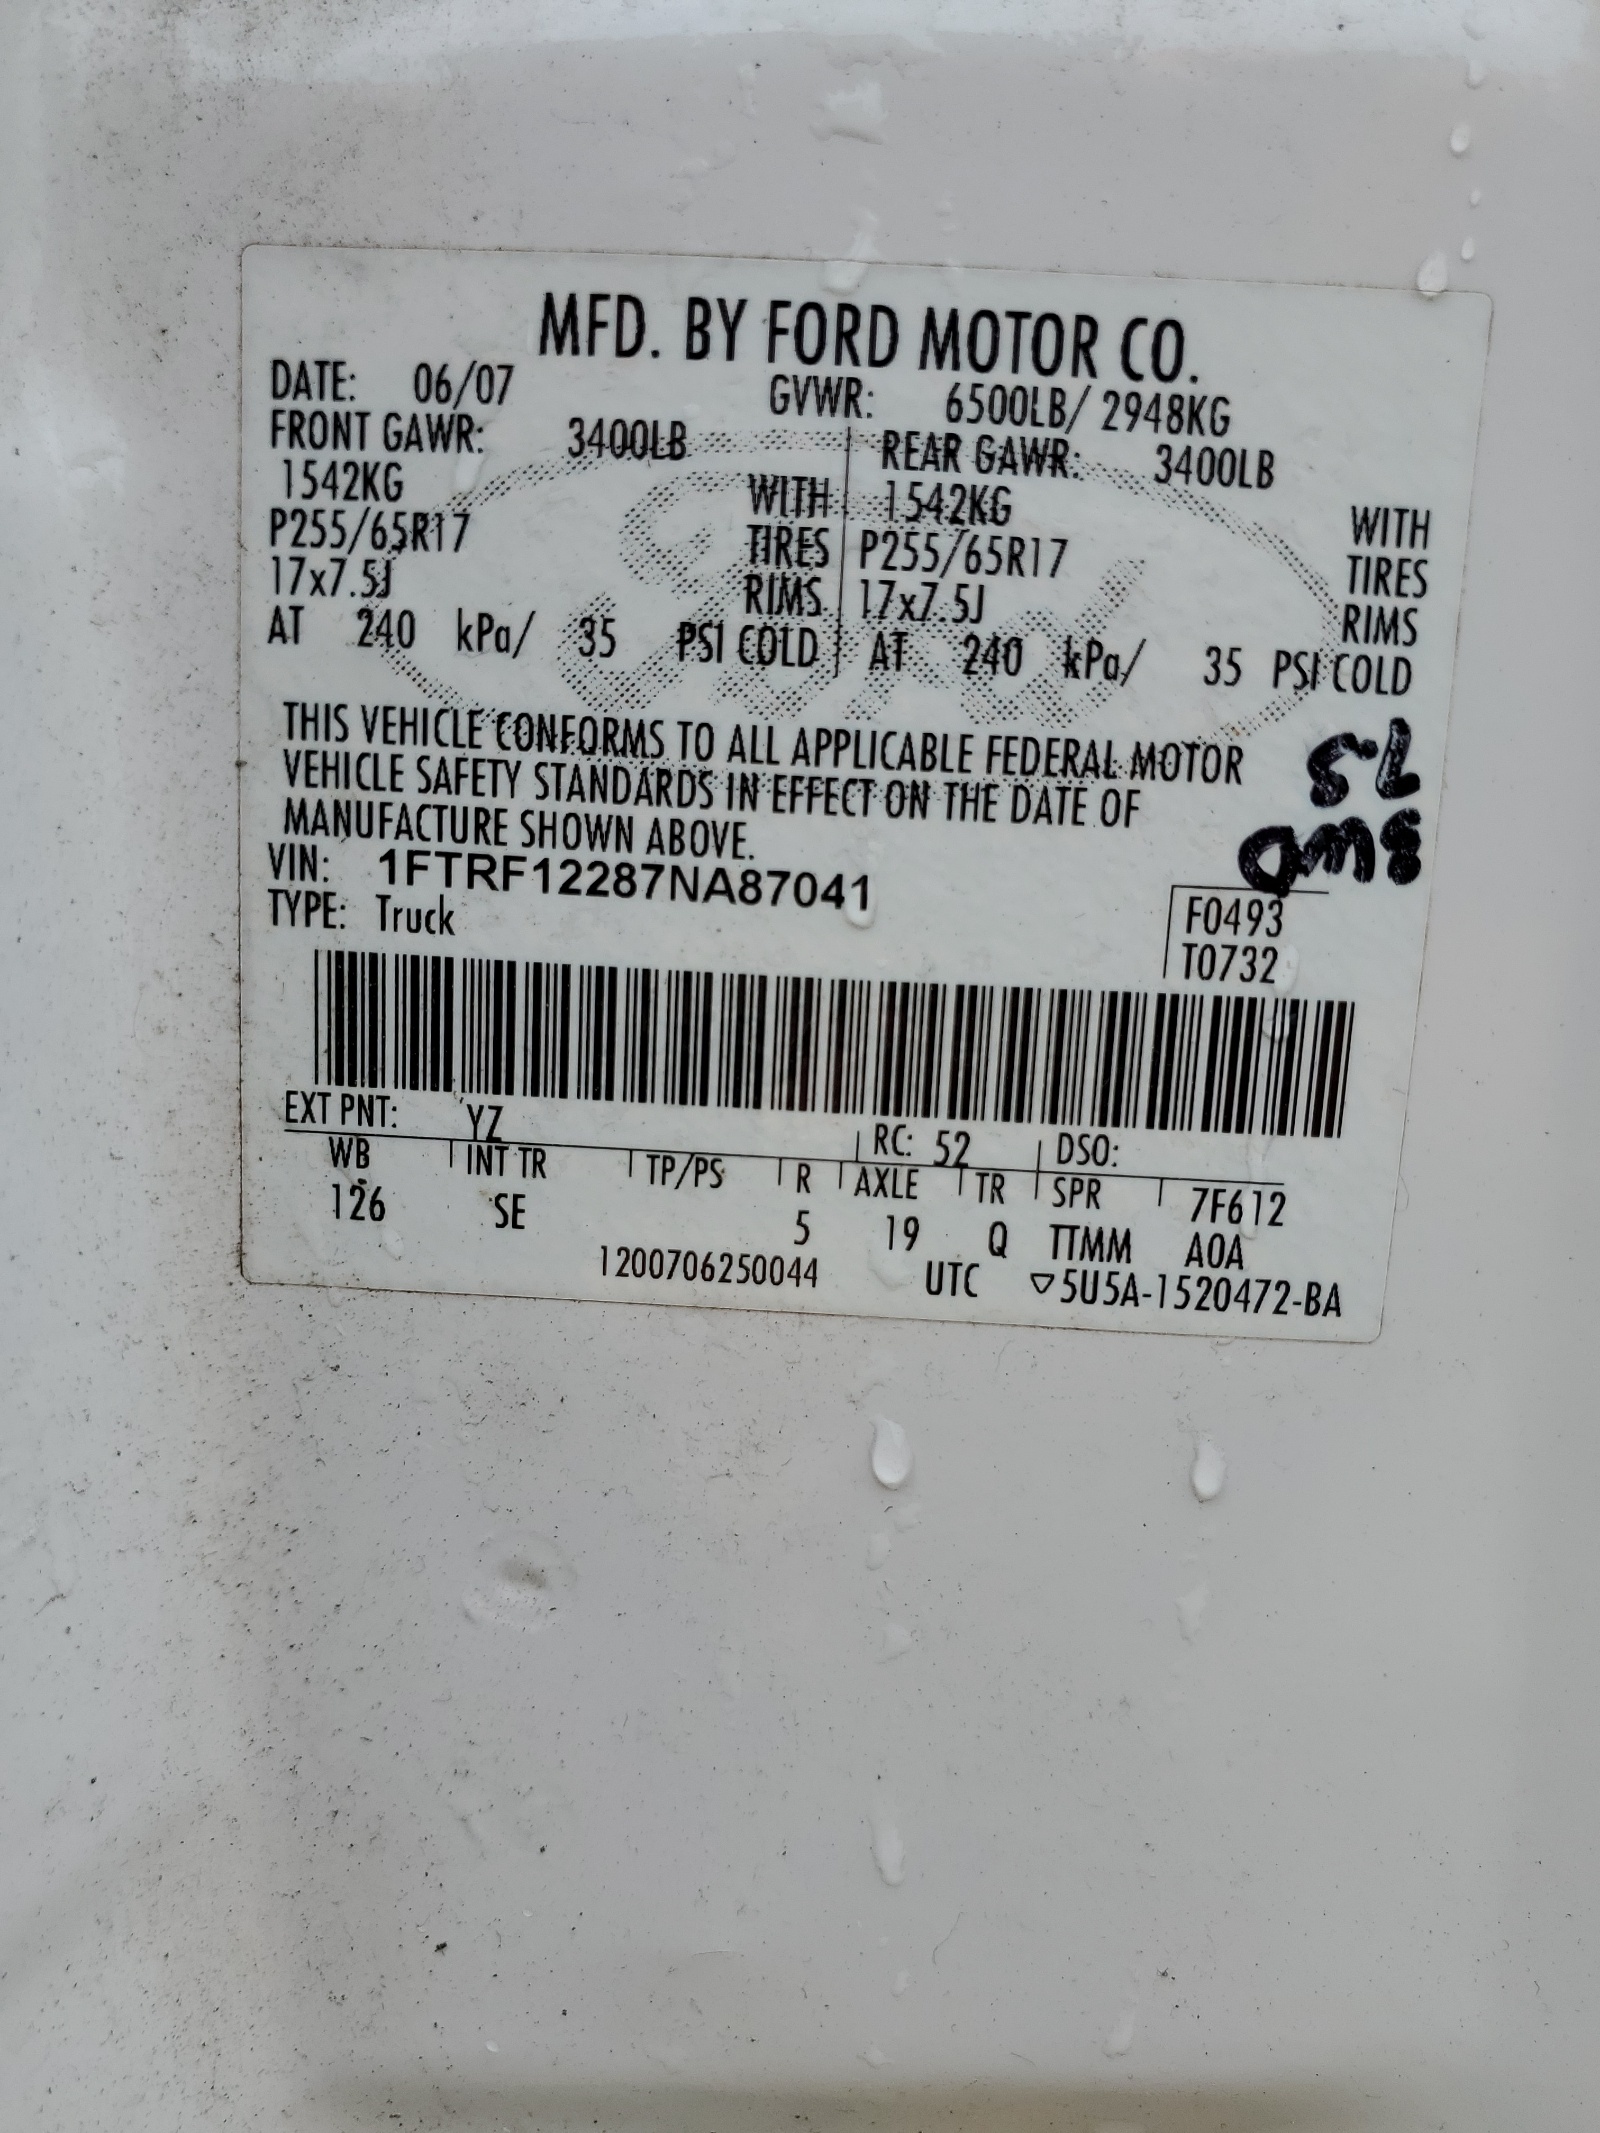 MFD. BY FORD MOTOR CO.
DATE: 06/07 GVWR: 6500LB/ 2948KG
FRONT GAWR: 3400LB REAR GAWR: 3400LB
1542KG WITH 1542KG WITH
P255/65R17 TIRES P255/65R17 TIRES
17x7.5J RIMS 17x7.5J RIMS
AT 240 kPa/ 35 PSI COLD AT 240 kPa/ 35 PSI COLD
THIS VEHICLE CONFORMS TO ALL APPLICABLE FEDERAL MOTOR
VEHICLE SAFETY STANDARDS IN EFFECT ON THE DATE OF
MANUFACTURE SHOWN ABOVE.
VIN: 1FTRF12287NA87041
TYPE: Truck
F0493
T0732
EXT PNT: YZ RC: 52 DSO:
WB INT TR TP/PS R AXLE TR SPR 7F612
126 SE 5 19 Q TTMM A0A
1200706250044 UTC ▽5U5A-1520472-BA